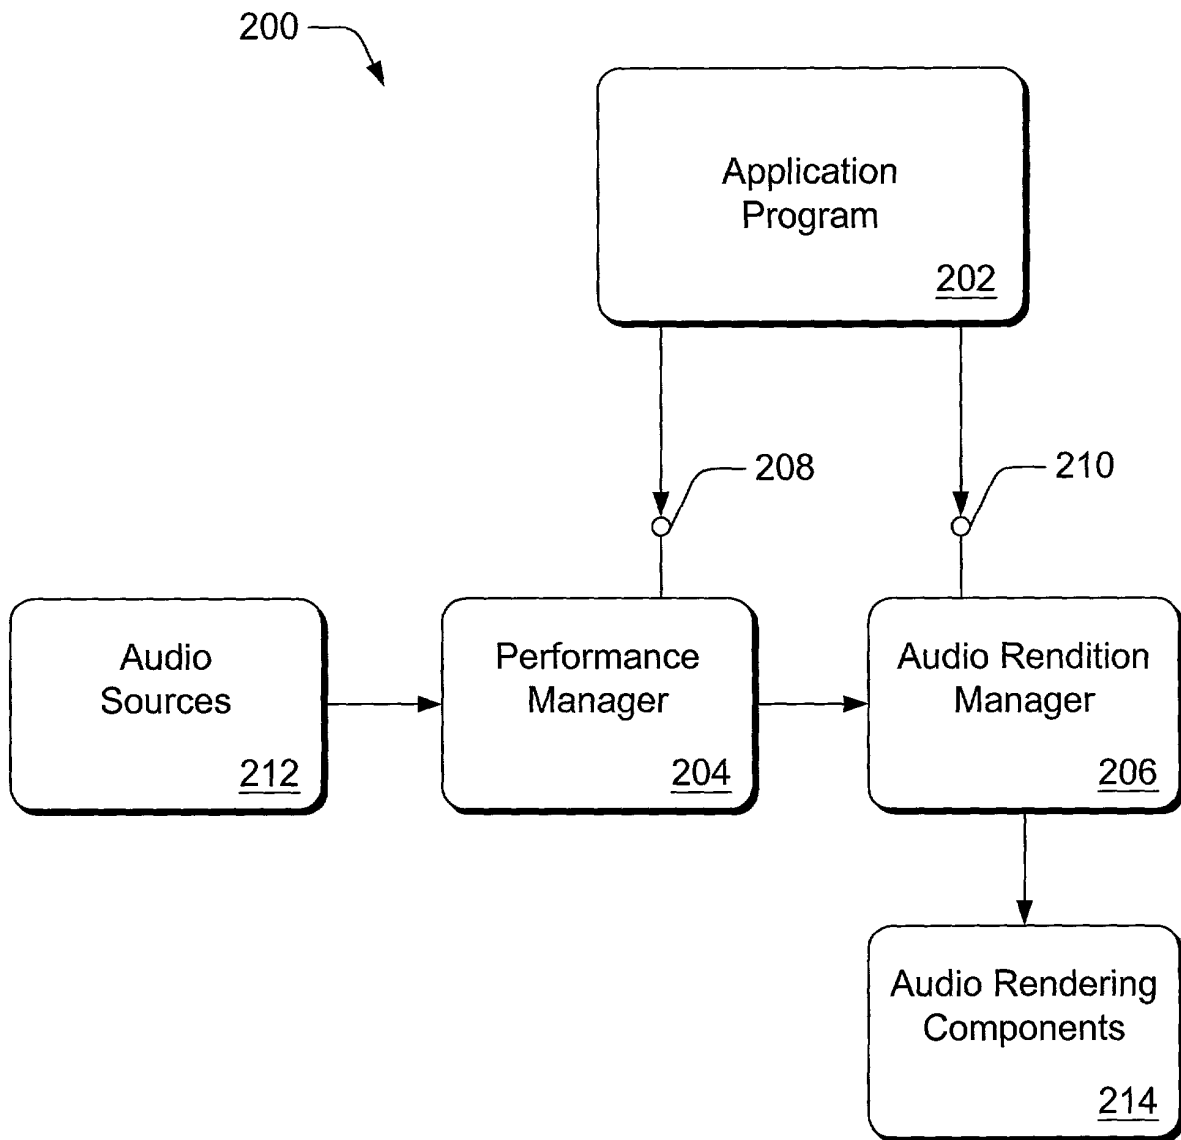 200
Application
Program
202
208
210
Audio
Sources
212
Performance
Manager
204
Audio Rendition
Manager
206
Audio Rendering
Components
214